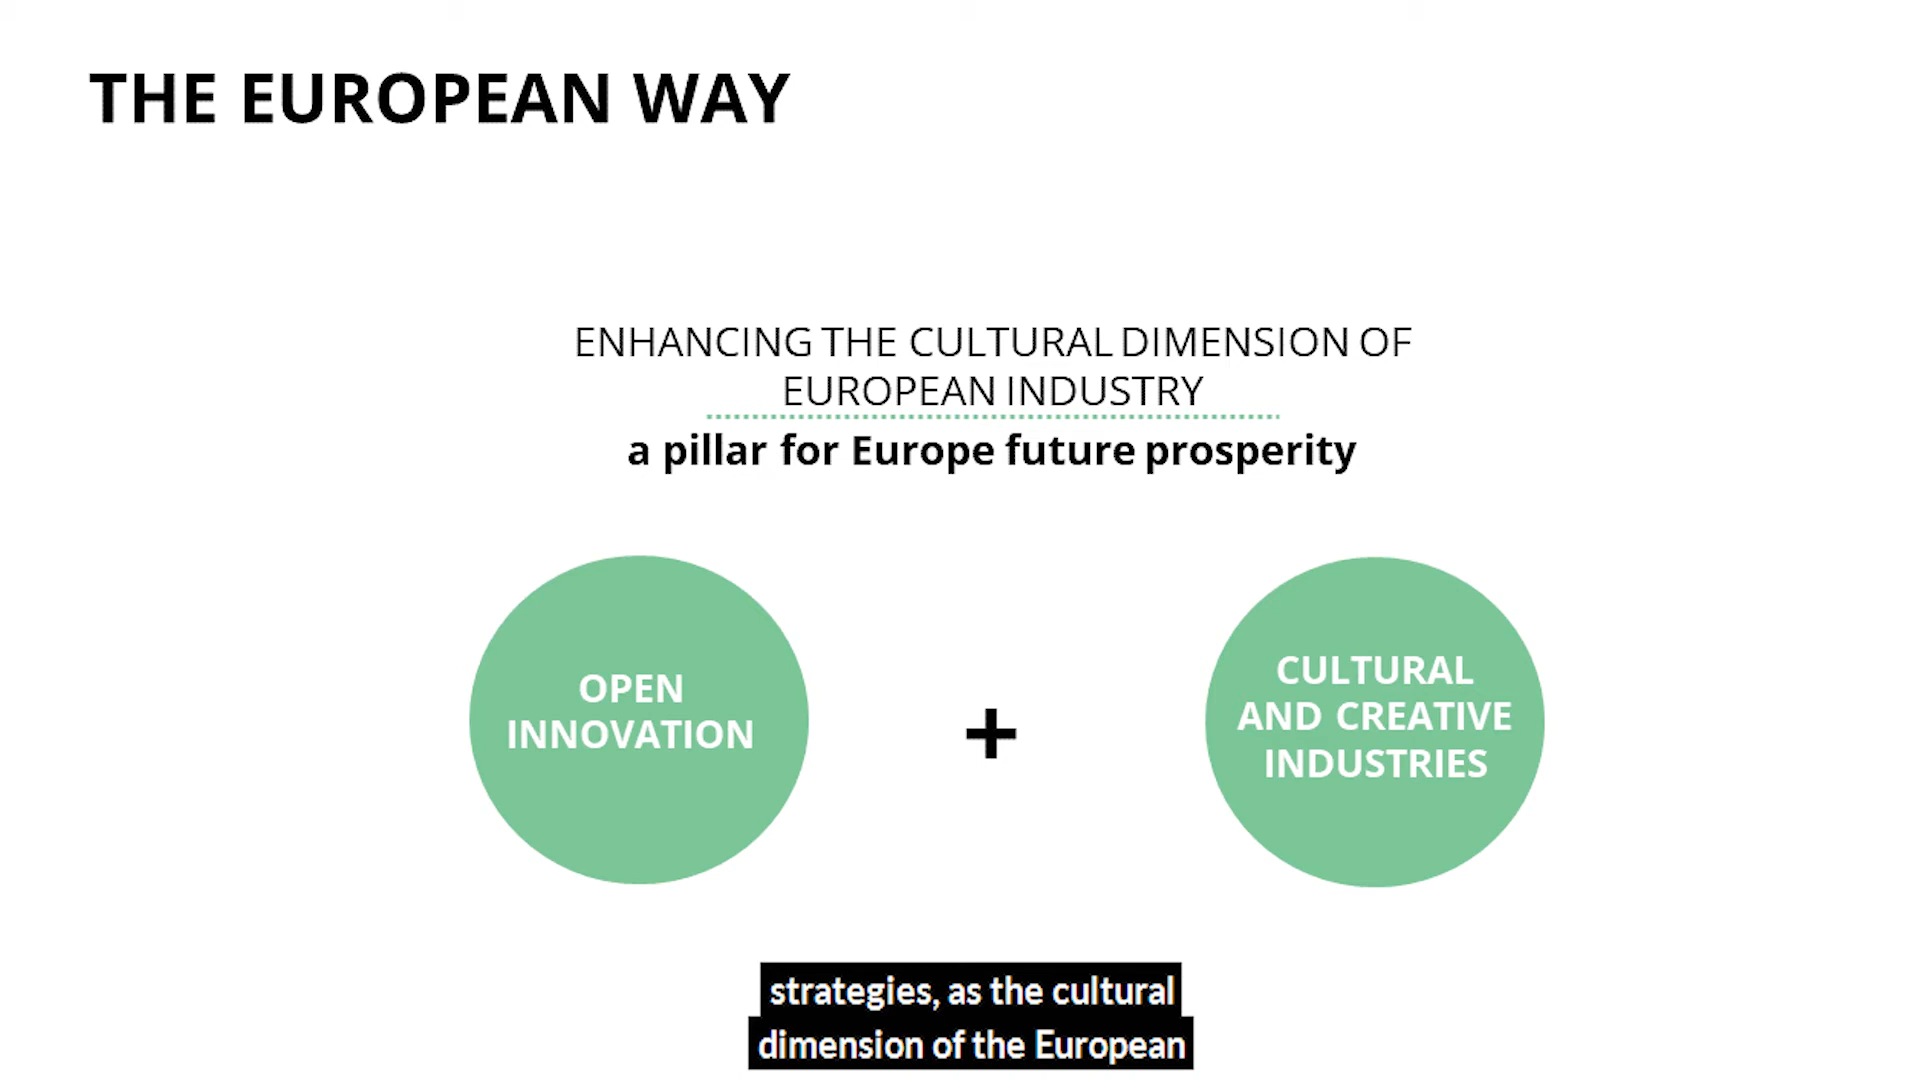 THE EUROPEAN WAY
ENHANCING THE CULTURAL DIMENSION OF
EUROPEAN INDUSTRY
a pillar for Europe future prosperity
OPEN
INNOVATION
+
CULTURAL
AND CREATIVE
INDUSTRIES
strategies, as the cultural
dimension of the European